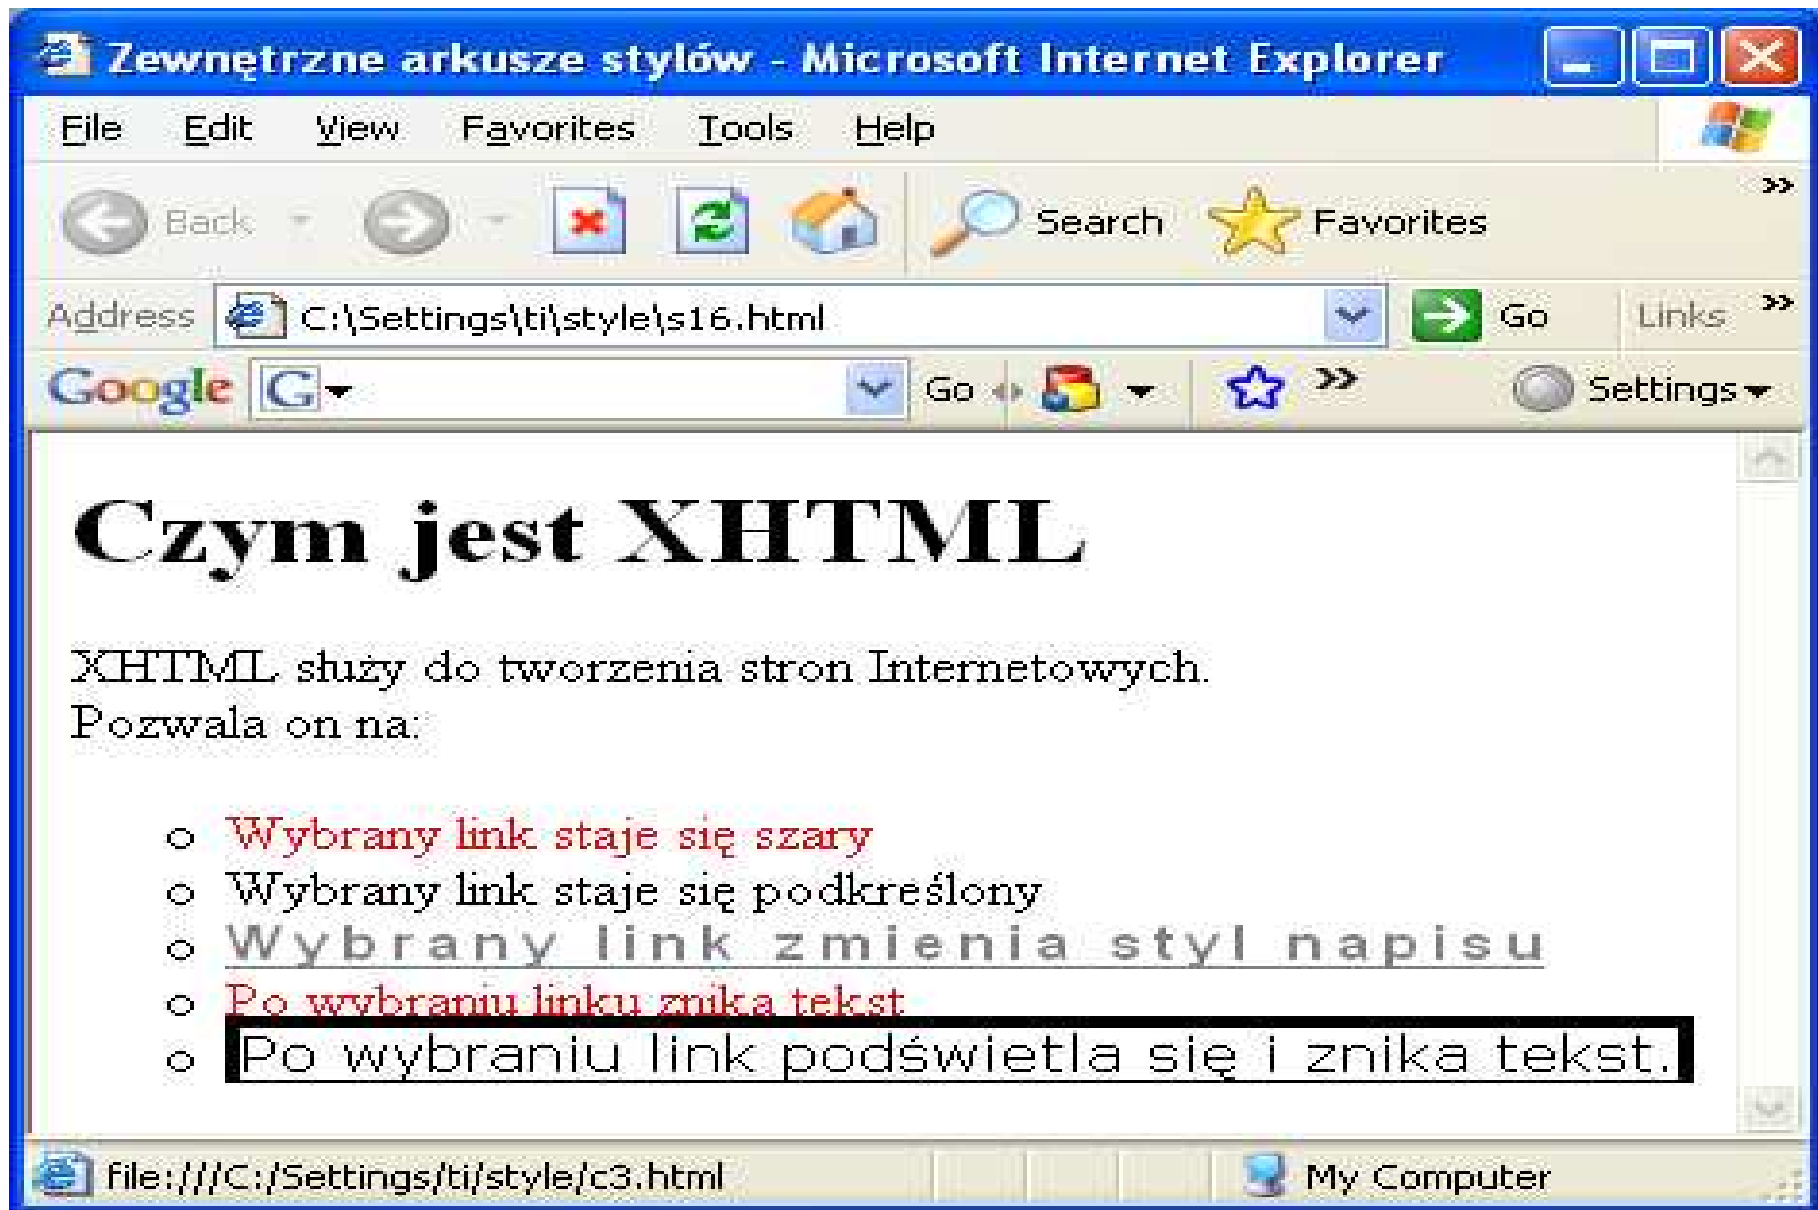 Zewnętrzne arkusze stylów - Microsoft Internet Explorer
File Edit View Favorites Tools Help
Back Search Favorites »
Address C:\Settings\ti\style\s16.html Go Links »
Google G Go » Settings
Czym jest XHTML
XHTML służy do tworzenia stron Internetowych.
Pozwala on na:
Wybrany link staje się szary
Wybrany link staje się podkreślony
Wybrany link zmienia styl napisu
Po wybraniu linku znika tekst
Po wybraniu link podświetla się i znika tekst.
file:///C:/Settings/ti/style/c3.html My Computer